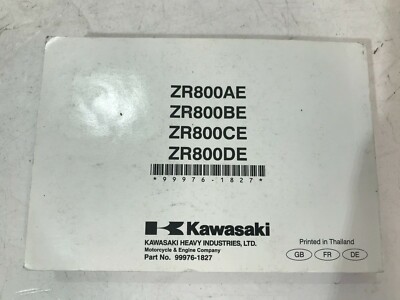 ZR800AE
ZR800BE
ZR800CE
ZR800DE
*99976-1827*
Kawasaki
KAWASAKI HEAVY INDUSTRIES, LTD.
Motorcycle & Engine Company
Part No. 99976-1827
Printed in Thailand
GB FR DE